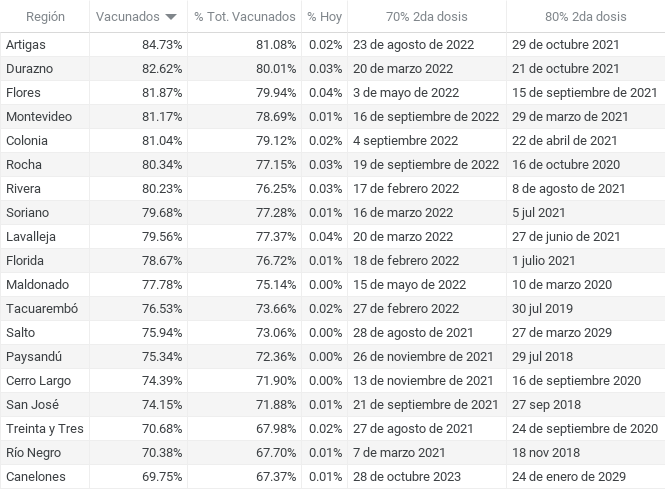 Región Vacunados % Tot. Vacunados % Hoy 70% 2da dosis 80% 2da dosis
Artigas 84.73% 81.08% 0.02% 23 de agosto de 2022 29 de octubre 2021
Durazno 82.62% 80.01% 0.03% 20 de marzo de 2022 21 de octubre 2021
Flores 81.87% 79.94% 0.04% 3 de mayo de 2022 15 de septiembre de 2021
Montevideo 81.17% 78.69% 0.01% 16 de septiembre de 2022 29 de marzo de 2021
Colonia 81.04% 79.12% 0.02% 4 septiembre de 2022 22 de abril de 2021
Rocha 80.34% 77.15% 0.03% 19 de septiembre de 2022 16 de octubre 2020
Rivera 80.23% 76.25% 0.03% 17 de febrero 2022 8 de agosto de 2021
Soriano 79.68% 77.28% 0.01% 16 de marzo 2022 5 jul 2021
Lavalleja 79.56% 77.37% 0.04% 20 de marzo de 2022 27 de junio de 2021
Florida 78.67% 76.72% 0.01% 18 de febrero de 2022 1 julio 2021
Maldonado 77.78% 75.14% 0.00% 15 de mayo de 2022 10 de marzo 2020
Tacuarembó 76.53% 73.66% 0.02% 27 de febrero 2022 30 jul 2019
Salto 75.94% 73.06% 0.00% 28 de agosto de 2021 27 de marzo 2029
Paysandú 75.34% 72.36% 0.00% 26 de noviembre de 2021 29 jul 2018
Cerro Largo 74.39% 71.90% 0.00% 13 de noviembre de 2021 16 de septiembre 2020
San José 74.15% 71.88% 0.01% 21 de septiembre de 2021 27 sep 2018
Treinta y Tres 70.68% 67.98% 0.02% 27 de agosto de 2021 24 de septiembre de 2020
Río Negro 70.38% 67.70% 0.01% 7 de marzo 2021 18 nov 2018
Canelones 69.75% 67.37% 0.01% 28 de octubre 2023 24 de enero de 2029